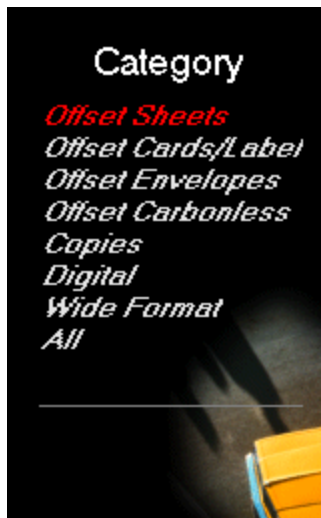 Category
Offset Sheets
Offset Cards/Label
Offset Envelopes
Offset Carbonless
Copies
Digital
Wide Format
All